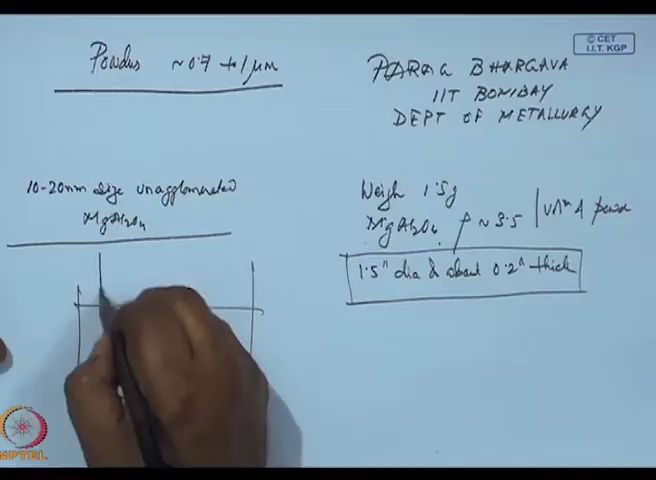 Powders ~0.7 + 1 µm
© CET
I.I.T. KGP
PARAG BHARGAVA
IIT BOMBAY
DEPT OF METALLURGY
10-20nm size unagglomerated
MgAl2O4
Weigh 1.5g
MgAl2O4 ρ ~ 3.5
1.5" dia & about 0.2" thick
NPTEL